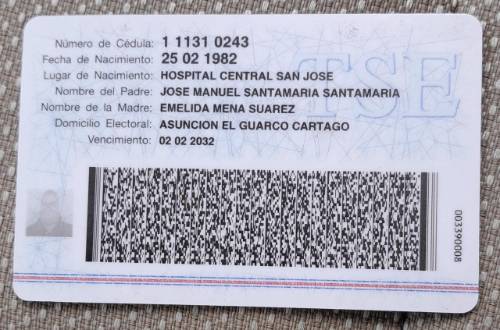 Número de Cédula: 1 1131 0243
Fecha de Nacimiento: 25 02 1982
Lugar de Nacimiento: HOSPITAL CENTRAL SAN JOSE
Nombre del Padre: JOSE MANUEL SANTAMARIA SANTAMARIA
Nombre de la Madre: EMELIDA MENA SUAREZ
Domicilio Electoral: ASUNCION EL GUARCO CARTAGO
Vencimiento: 02 02 2032
TSE
003390008